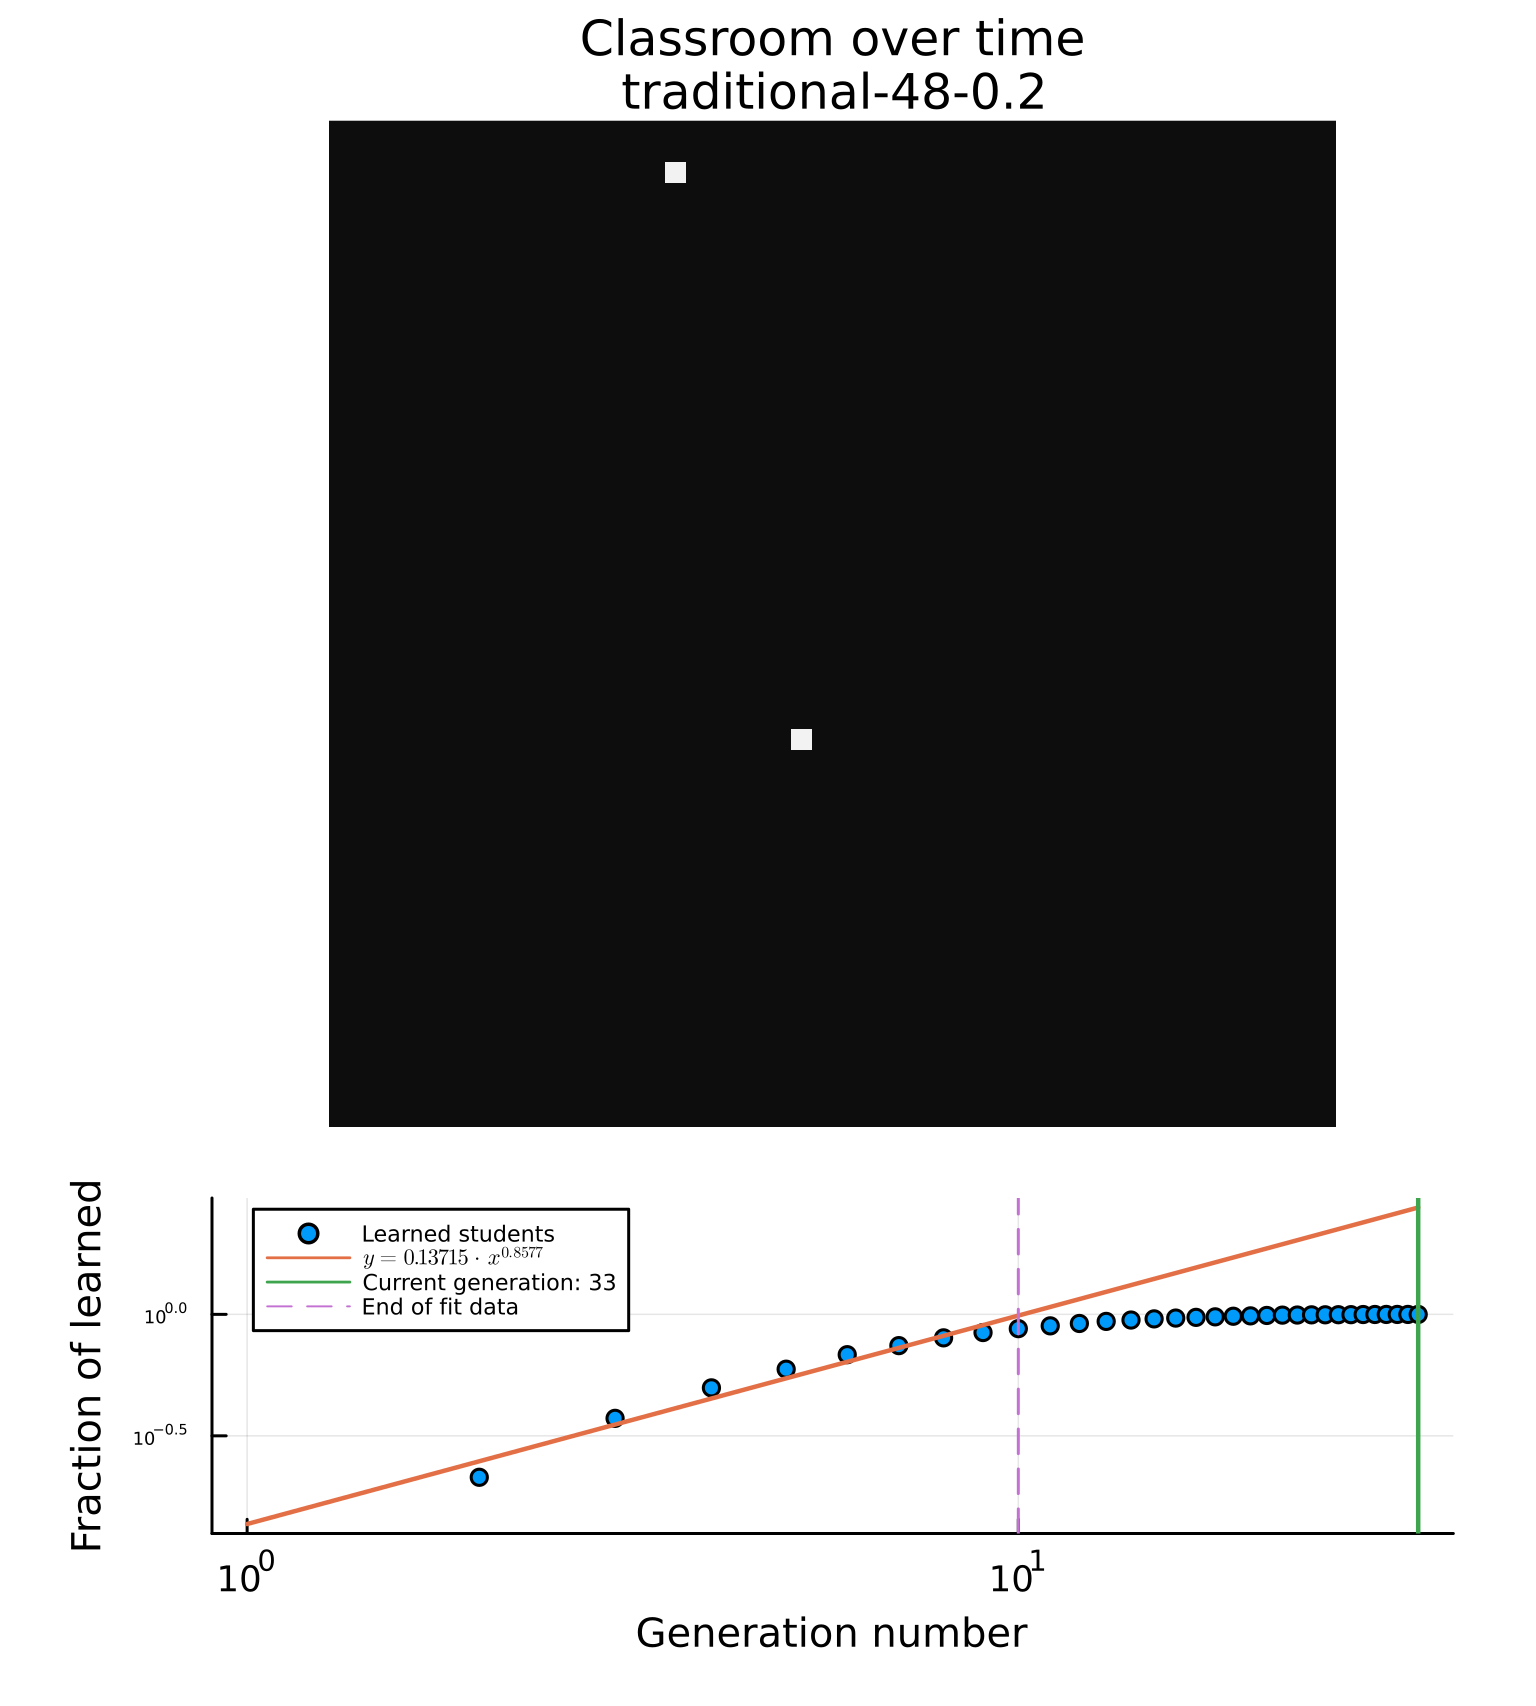 Classroom over time
traditional-48-0.2
Fraction of learned
Learned students
y = 0.13715 · x^0.8577
Current generation: 33
End of fit data
10^0.0
10^−0.5
10^0
10^1
Generation number